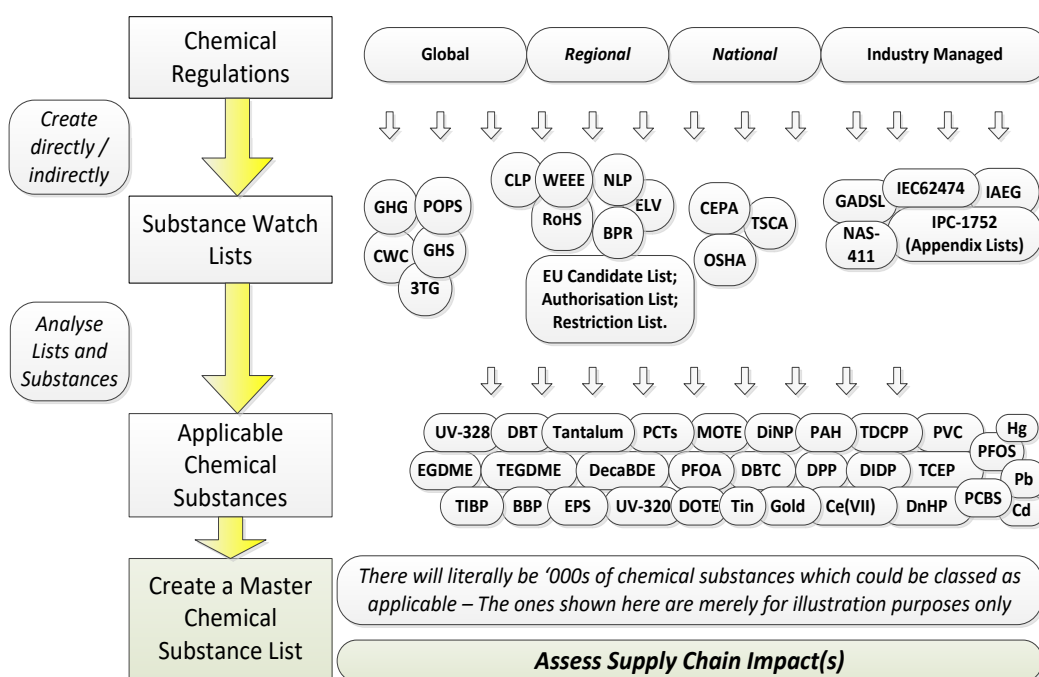 Chemical
Regulations
Global
Regional
National
Industry Managed
Create
directly /
indirectly
Substance Watch
Lists
GHG
POPS
CWC
GHS
3TG
CLP
WEEE
NLP
RoHS
ELV
BPR
EU Candidate List;
Authorisation List;
Restriction List.
CEPA
TSCA
OSHA
GADSL
IEC62474
IAEG
NAS-
411
IPC-1752
(Appendix Lists)
Analyse
Lists and
Substances
Applicable
Chemical
Substances
UV-328 DBT Tantalum PCTs MOTE DiNP PAH TDCPP PVC Hg
PFOS
EGDME TEGDME DecaBDE PFOA DBTC DPP DIDP TCEP Pb
TIBP BBP EPS UV-320 DOTE Tin Gold Ce(VII) DnHP PCBS Cd
Create a Master
Chemical
Substance List
There will literally be ‘000s of chemical substances which could be classed as
applicable – The ones shown here are merely for illustration purposes only
Assess Supply Chain Impact(s)